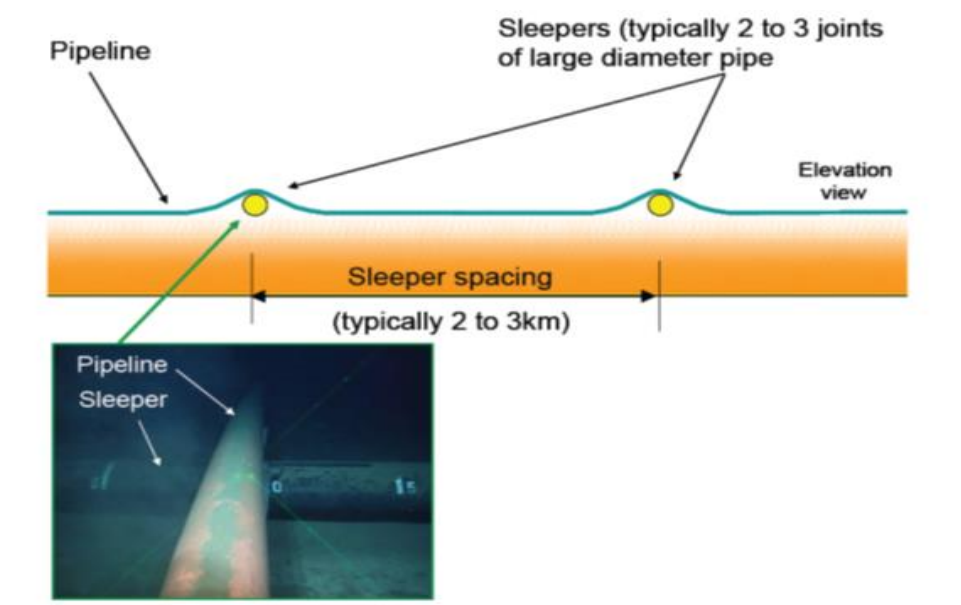 Sleepers (typically 2 to 3 joints
of large diameter pipe
Pipeline
Elevation
view
Sleeper spacing
(typically 2 to 3km)
Pipeline
Sleeper
0
15